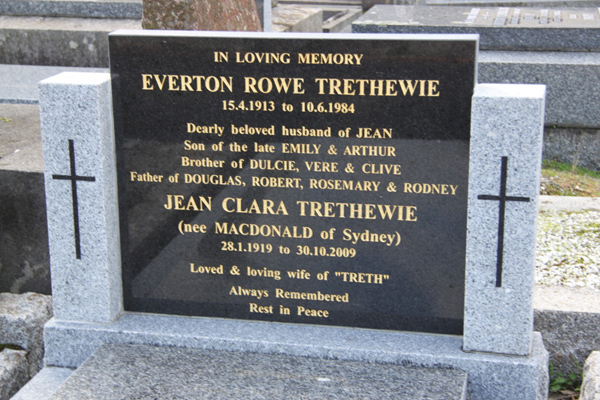 IN LOVING MEMORY
EVERTON ROWE TRETHEWIE
15.4.1913 to 10.6.1984
Dearly beloved husband of JEAN
Son of the late EMILY & ARTHUR
Brother of DULCIE, VERE & CLIVE
Father of DOUGLAS, ROBERT, ROSEMARY & RODNEY
JEAN CLARA TRETHEWIE
(nee MACDONALD of Sydney)
28.1.1919 to 30.10.2009
Loved & loving wife of "TRETH"
Always Remembered
Rest in Peace